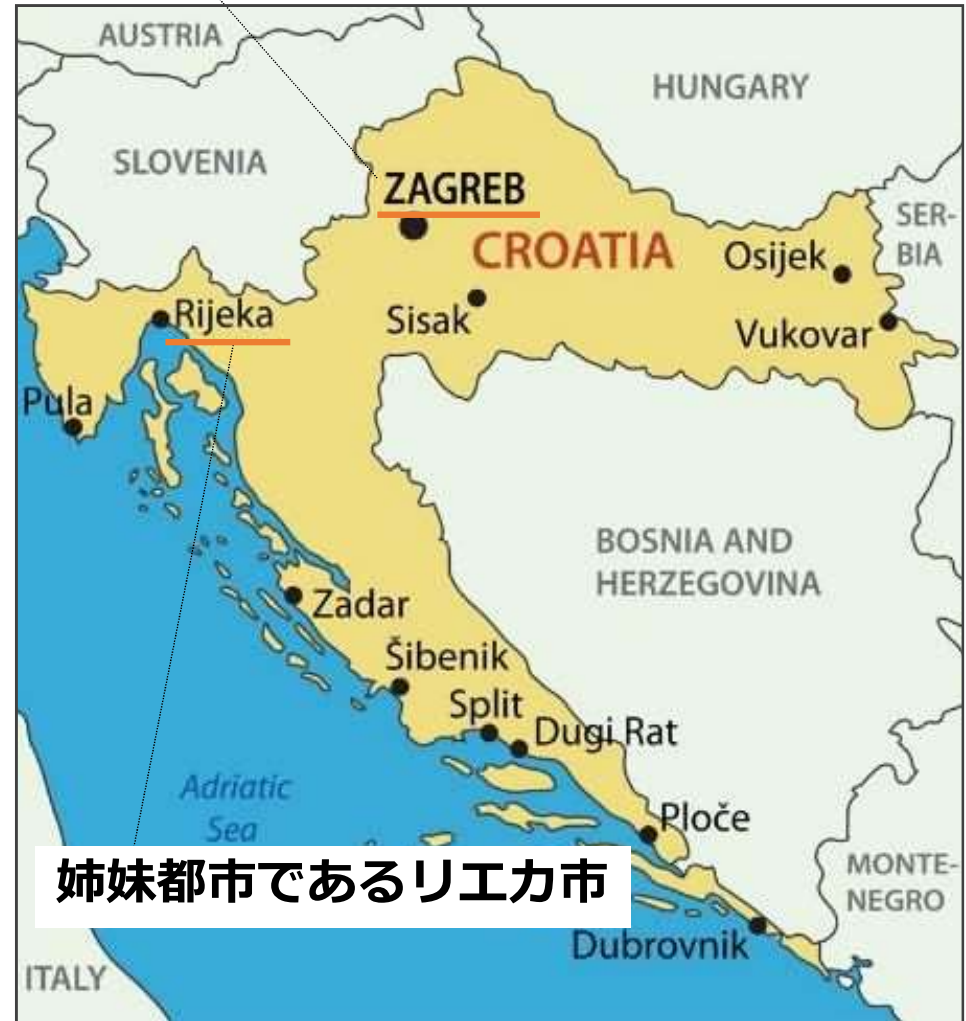 AUSTRIA
HUNGARY
SLOVENIA
ZAGREB
SER-
BIA
CROATIA
Osijek
Rijeka
Sisak
Vukovar
Pula
BOSNIA AND
HERZEGOVINA
Zadar
Šibenik
Split
Dugi Rat
Adriatic
Sea
Ploče
姉妹都市であるリエカ市
MONTE-
NEGRO
Dubrovnik
ITALY